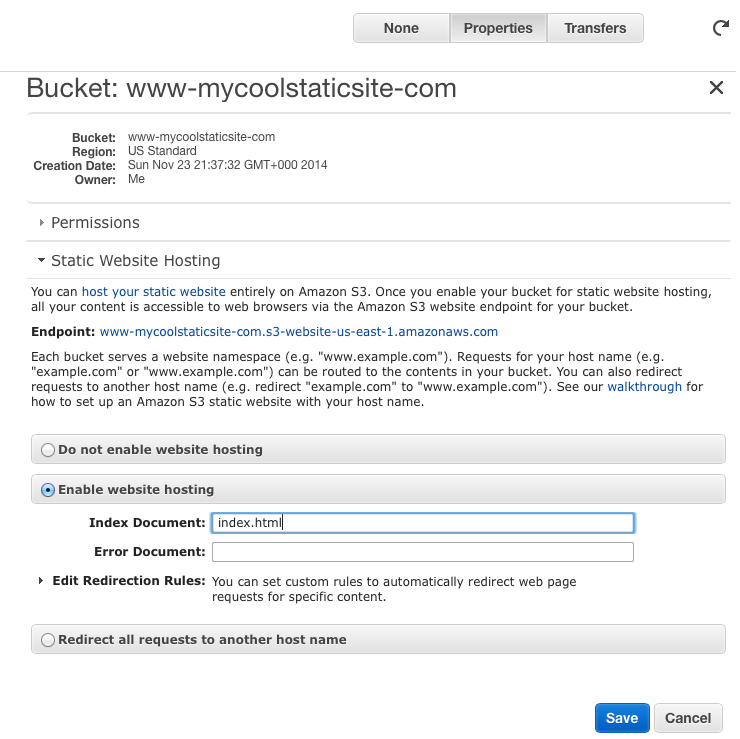 None Properties Transfers
Bucket: www-mycoolstaticsite-com
Bucket: www-mycoolstaticsite-com
Region: US Standard
Creation Date: Sun Nov 23 21:37:32 GMT+000 2014
Owner: Me
Permissions
Static Website Hosting
You can host your static website entirely on Amazon S3. Once you enable your bucket for static website hosting,
all your content is accessible to web browsers via the Amazon S3 website endpoint for your bucket.
Endpoint: www-mycoolstaticsite-com.s3-website-us-east-1.amazonaws.com
Each bucket serves a website namespace (e.g. "www.example.com"). Requests for your host name (e.g.
"example.com" or "www.example.com") can be routed to the contents in your bucket. You can also redirect
requests to another host name (e.g. redirect "example.com" to "www.example.com"). See our walkthrough for
how to set up an Amazon S3 static website with your host name.
Do not enable website hosting
Enable website hosting
Index Document: index.html
Error Document:
Edit Redirection Rules: You can set custom rules to automatically redirect web page
requests for specific content.
Redirect all requests to another host name
Save Cancel